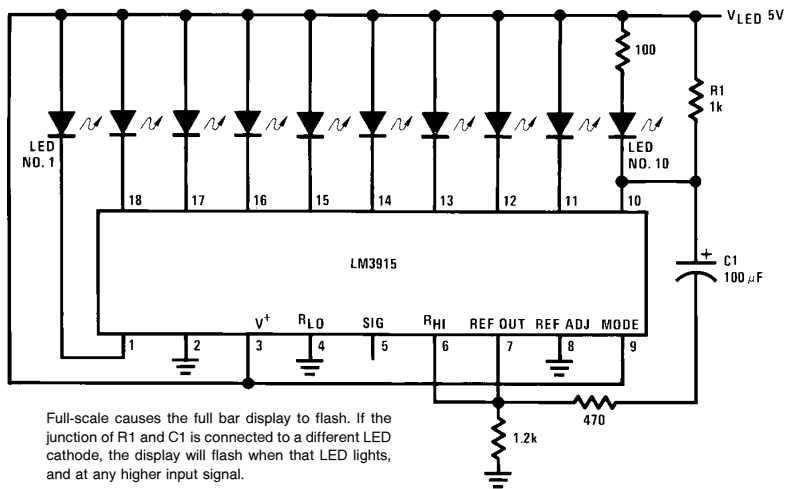 VLED 5V
100
R1
1k
LED
NO. 1
LED
NO. 10
18 17 16 15 14 13 12 11 10
LM3915
C1
100 μF
+
V+ RLO SIG RHI REF OUT REF ADJ MODE
1 2 3 4 5 6 7 8 9
470
1.2k
Full-scale causes the full bar display to flash. If the
junction of R1 and C1 is connected to a different LED
cathode, the display will flash when that LED lights,
and at any higher input signal.